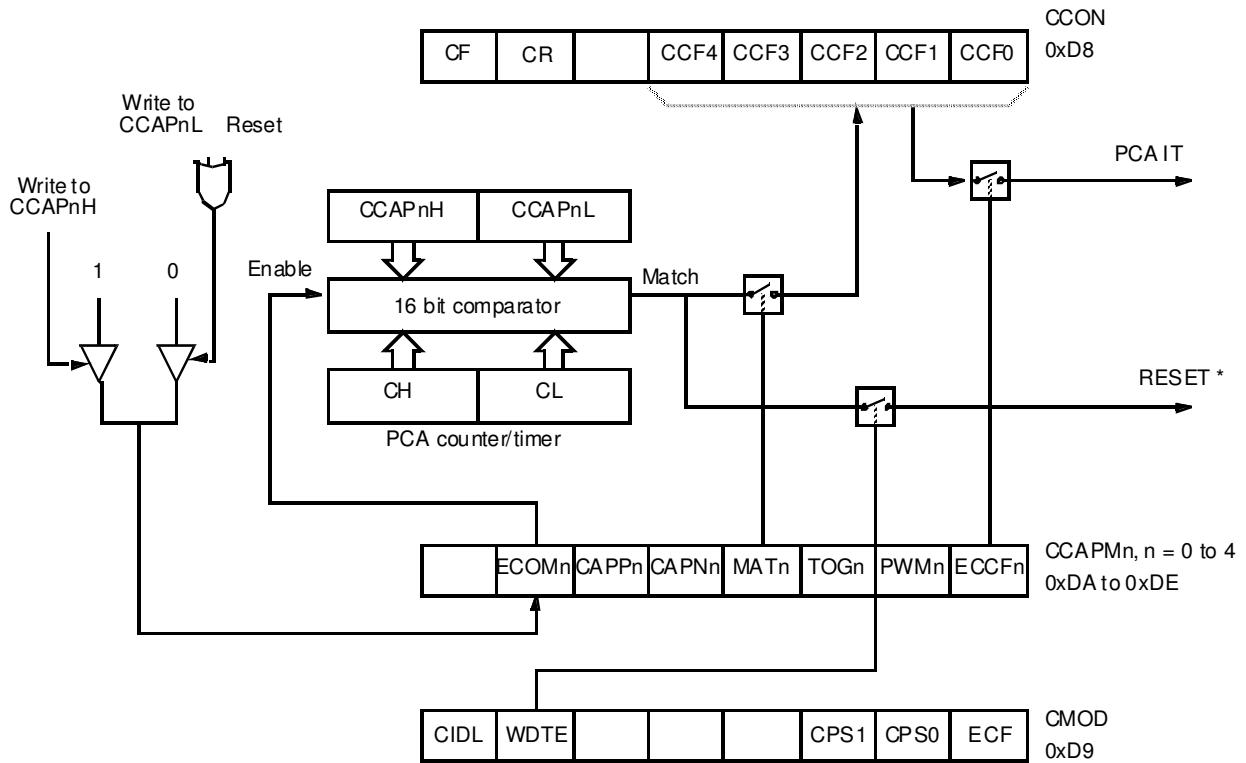 CCON
CF CR CCF4 CCF3 CCF2 CCF1 CCF0 0xD8
Write to
CCAPnL Reset
PCA IT
Write to
CCAPnH
CCAPnH CCAPnL
1 0 Enable Match
16 bit comparator
CH CL
RESET *
PCA counter/timer
CCAPMn, n = 0 to 4
ECOMn CAPPn CAPNn MATn TOGn PWMn ECCFn
0xDA to 0xDE
CMOD
CIDL WDTE CPS1 CPS0 ECF
0xD9